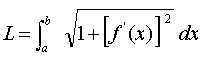 L = ∫_a^b √(1 + [f'(x)]^2) dx